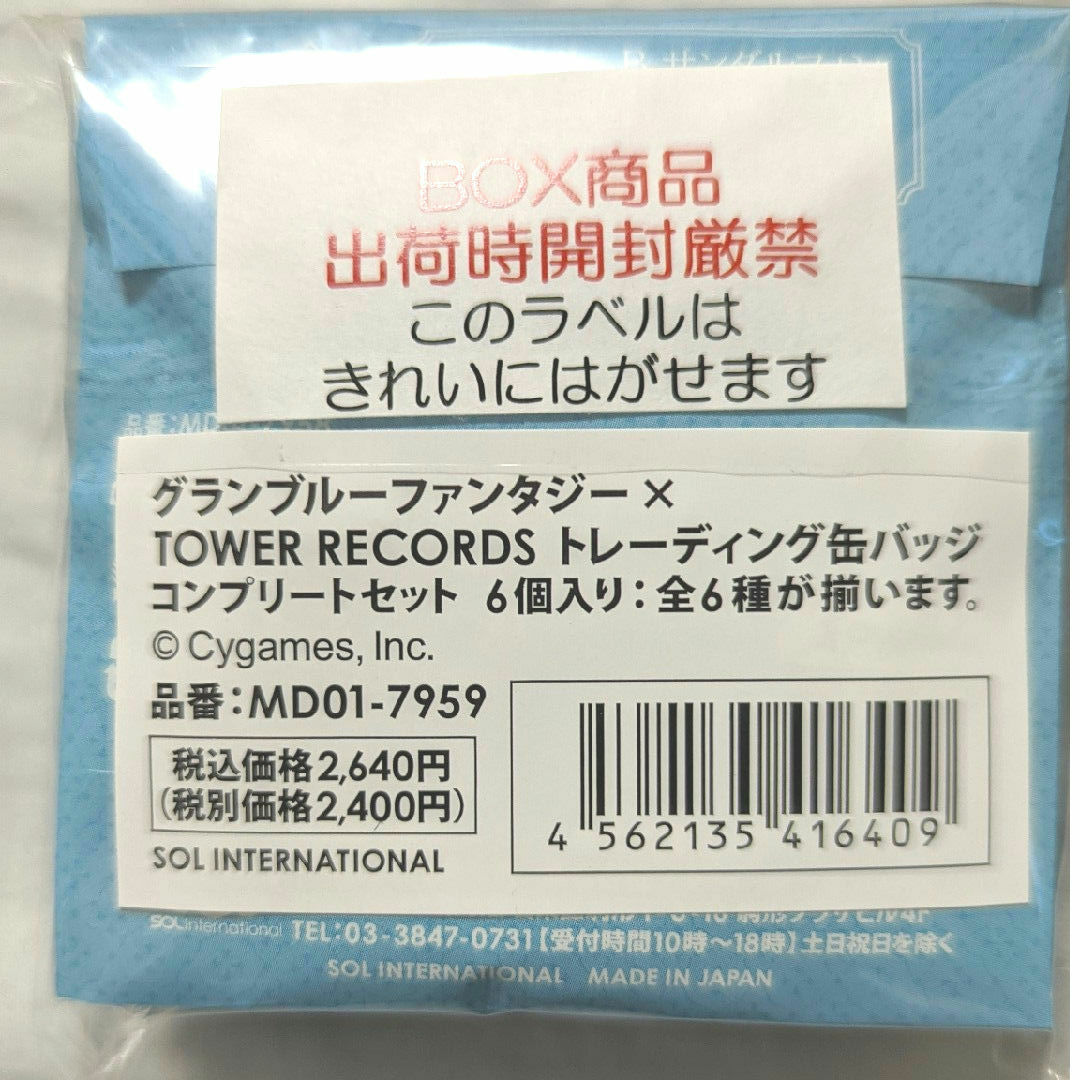 BOX商品
出荷時開封厳禁
このラベルは
きれいにはがせます
品番:MD
グランブルーファンタジー ×
TOWER RECORDS トレーディング缶バッジ
コンプリートセット 6個入り:全6種が揃います。
© Cygames, Inc.
品番:MD01-7959
税込価格2,640円
(税別価格2,400円)
SOL INTERNATIONAL
4 562135 416409
SOL international TEL:03-3847-0731【受付時間10時〜18時】土日祝日を除く
SOL INTERNATIONAL MADE IN JAPAN